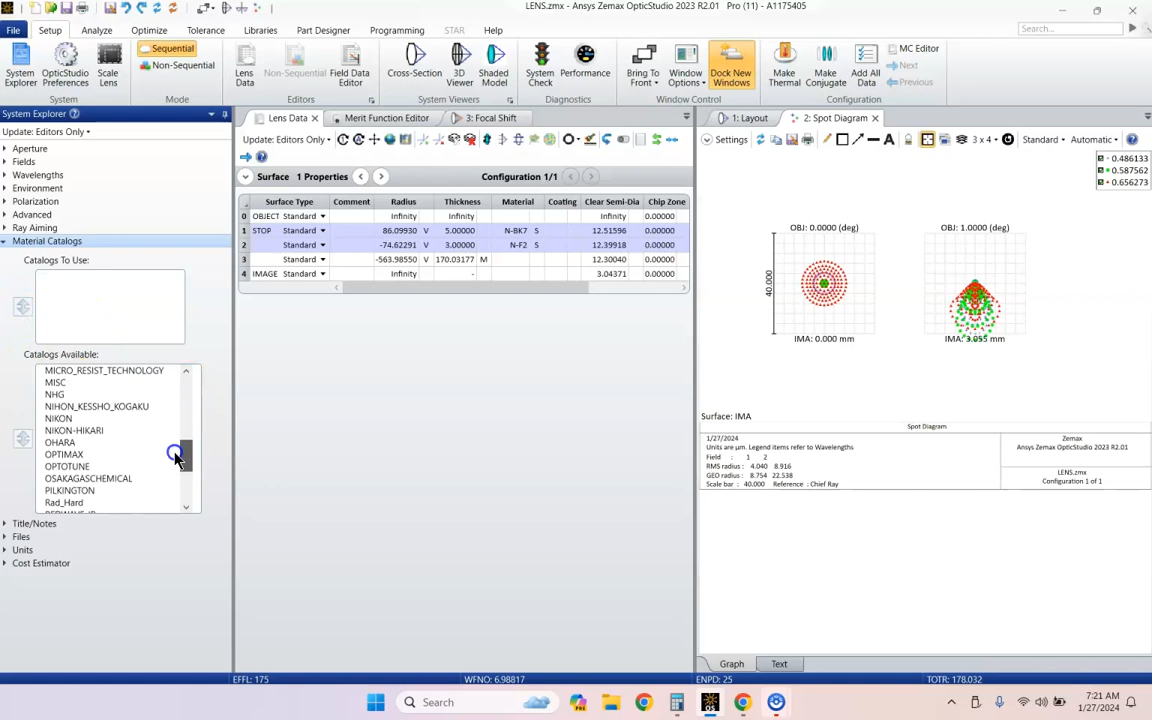 LENS.zmx - Ansys Zemax OpticStudio 2023 R2.01 - Pro (11) - A1175405
File Setup Analyze Optimize Tolerance Libraries Part Designer Programming STAR Help Search...
System Explorer OpticStudio Preferences Scale Lens Sequential Non-Sequential Lens Data Non-Sequential Field Data Editor Cross-Section 3D Viewer Shaded Model System Check Performance Bring To Front Window Options Dock New Windows Make Thermal Make Conjugate Add All Data MC Editor Next Previous
System Mode Editors System Viewers Diagnostics Window Control Configuration
System Explorer
Update: Editors Only
Aperture
Fields
Wavelengths
Environment
Polarization
Advanced
Ray Aiming
Material Catalogs
Catalogs To Use:
Catalogs Available:
MICRO_RESIST_TECHNOLOGY
MISC
NHG
NIHON_KESSHO_KOGAKU
NIKON
NIKON-HIKARI
OHARA
OPTIMAX
OPTOTUNE
OSAKAGASCHEMICAL
PILKINGTON
Rad_Hard
Title/Notes
Files
Units
Cost Estimator
Lens Data Merit Function Editor 3: Focal Shift
Update: Editors Only
Surface 1 Properties Configuration 1/1
Surface Type Comment Radius Thickness Material Coating Clear Semi-Dia Chip Zone
0 OBJECT Standard Infinity Infinity Infinity 0.00000
1 STOP Standard 86.09930 V 5.00000 N-BK7 S 12.51596 0.00000
2 Standard -74.62291 V 3.00000 N-F2 S 12.39918 0.00000
3 Standard -563.98550 V 170.03177 M 12.30040 0.00000
4 IMAGE Standard Infinity - 3.04371 0.00000
1: Layout 2: Spot Diagram
Settings 3 x 4 Standard Automatic
0.486133
0.587562
0.656273
OBJ: 0.0000 (deg) OBJ: 1.0000 (deg)
40.000
IMA: 0.000 mm IMA: 3.055 mm
Surface: IMA
Spot Diagram
1/27/2024
Units are µm. Legend items refer to Wavelengths
Field : 1 2
RMS radius : 4.040 8.916
GEO radius : 8.754 22.538
Scale bar : 40.000 Reference : Chief Ray
Zemax
Ansys Zemax OpticStudio 2023 R2.01
LENS.zmx
Configuration 1 of 1
Graph Text
EFFL: 175 WFNO: 6.98817 ENPD: 25 TOTR: 178.032
Search
7:21 AM
1/27/2024